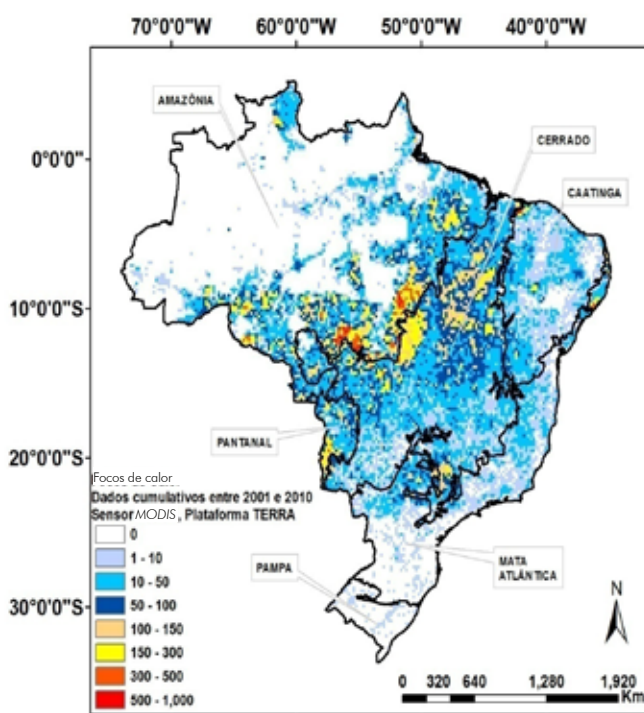 70°0'0"W 60°0'0"W 50°0'0"W 40°0'0"W
AMAZÔNIA
CERRADO
CAATINGA
0°0'0"
10°0'0"S
20°0'0"S
30°0'0"S
PANTANAL
Focos de calor
Dados cumulativos entre 2001 e 2010
Sensor MODIS, Plataforma TERRA
0
1 - 10
10 - 50
50 - 100
100 - 150
150 - 300
300 - 500
500 - 1,000
PAMPA
MATA
ATLÂNTICA
N
0 320 640 1,280 1,920
Km